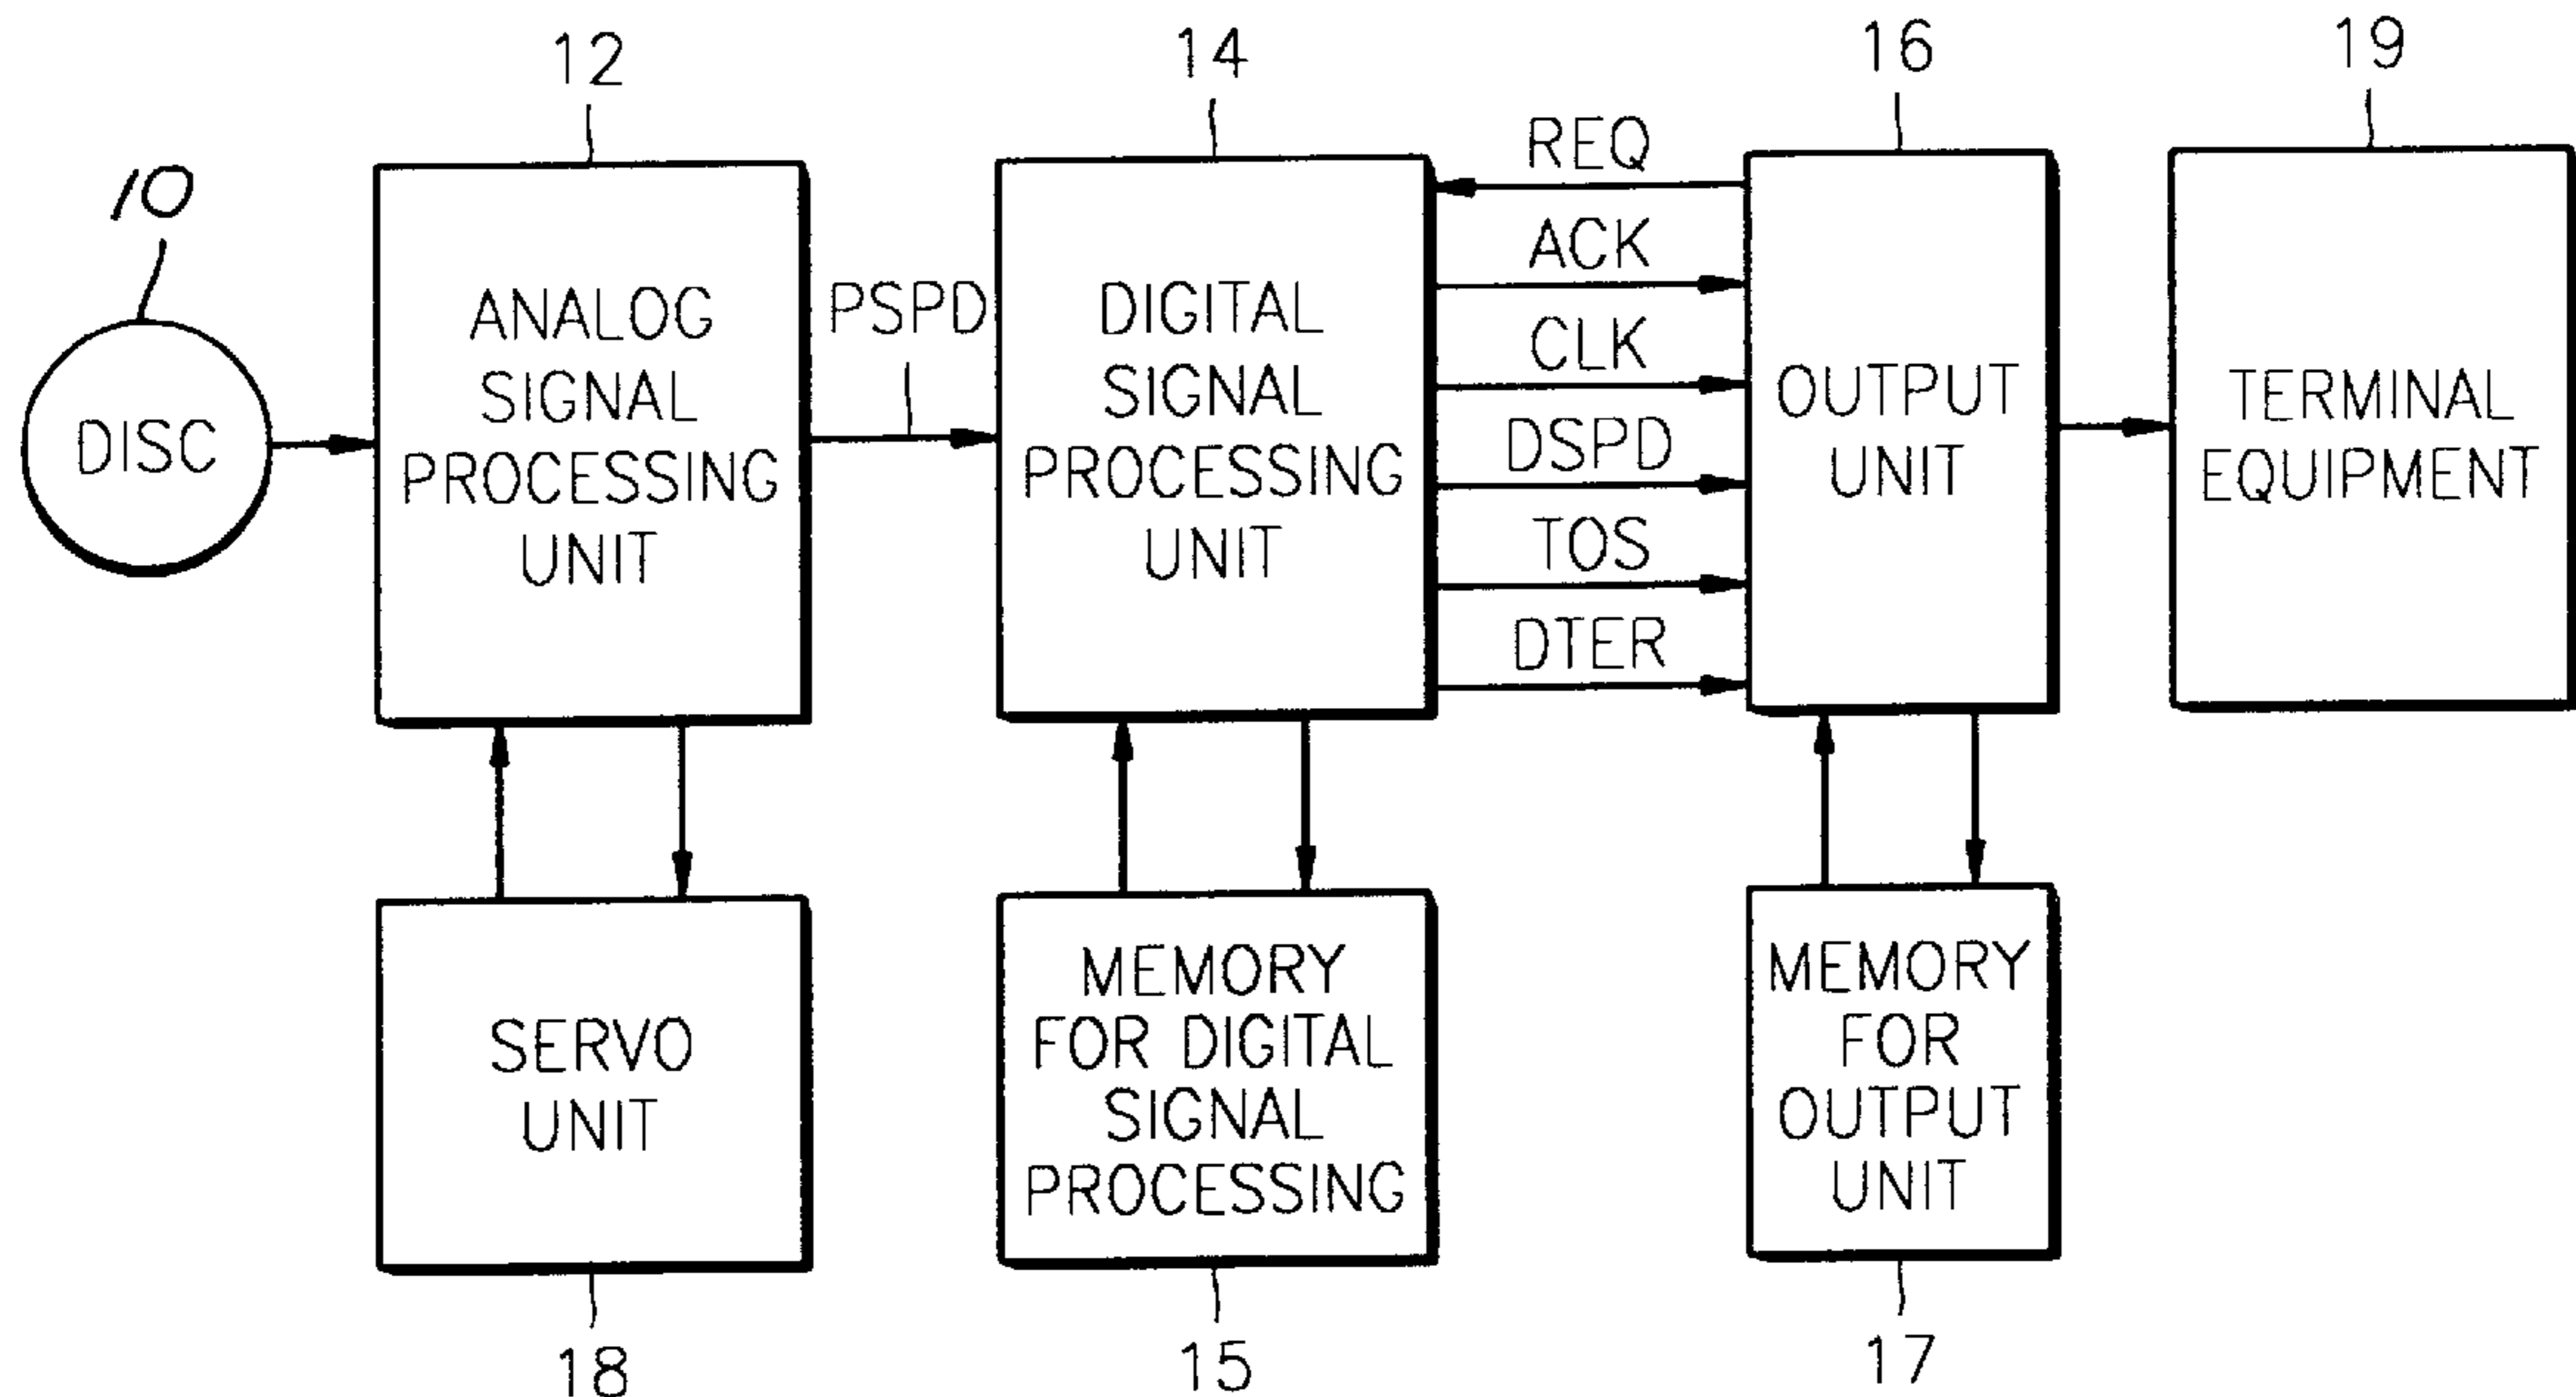 12
14
16
19
10
DISC
ANALOG
SIGNAL
PROCESSING
UNIT
PSPD
DIGITAL
SIGNAL
PROCESSING
UNIT
REQ
ACK
CLK
DSPD
TOS
DTER
OUTPUT
UNIT
TERMINAL
EQUIPMENT
SERVO
UNIT
MEMORY
FOR DIGITAL
SIGNAL
PROCESSING
MEMORY
FOR
OUTPUT
UNIT
18
15
17